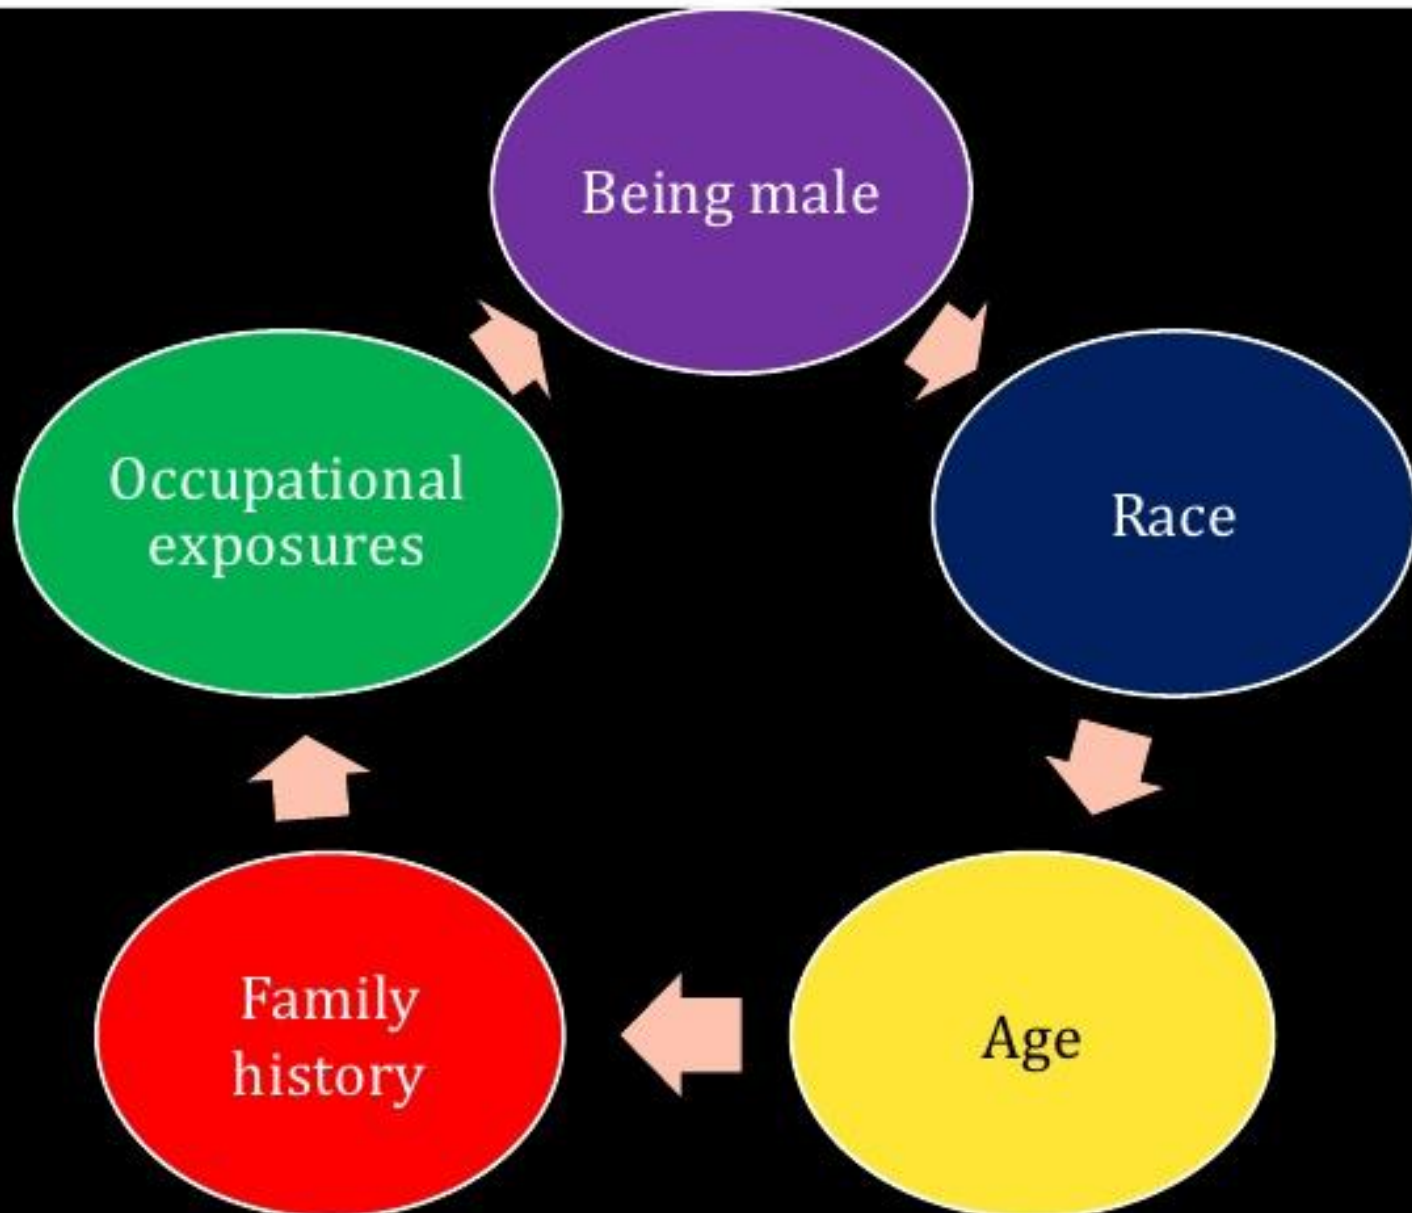 Being male
Race
Age
Family
history
Occupational
exposures